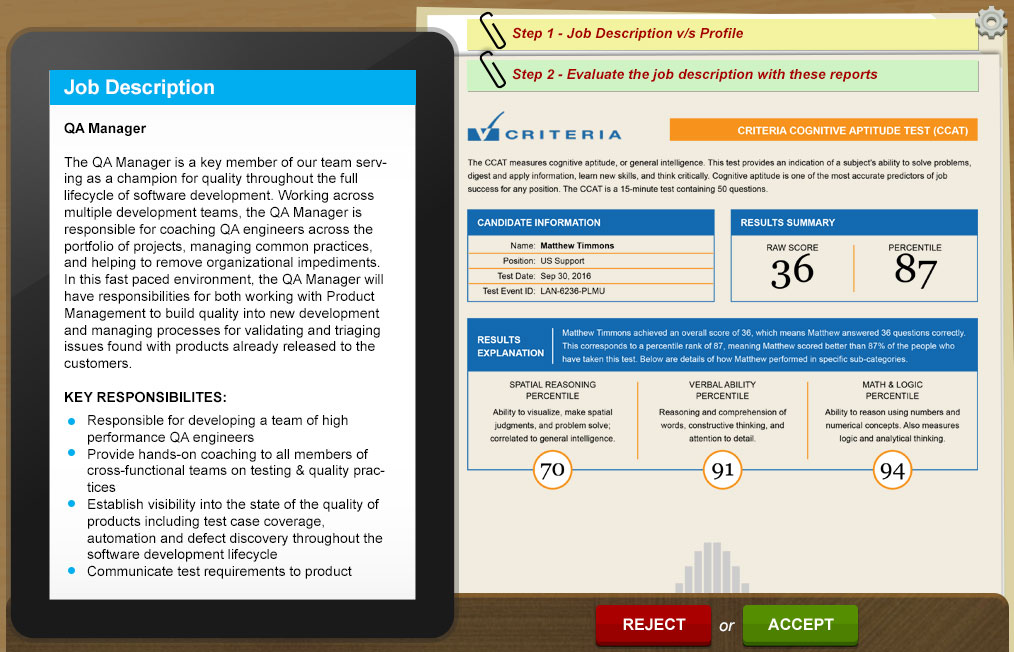 Step 1 - Job Description v/s Profile
Step 2 - Evaluate the job description with these reports
Job Description
QA Manager
The QA Manager is a key member of our team serv-
ing as a champion for quality throughout the full
lifecycle of software development. Working across
multiple development teams, the QA Manager is
responsible for coaching QA engineers across the
portfolio of projects, managing common practices,
and helping to remove organizational impediments.
In this fast paced environment, the QA Manager will
have responsibilities for both working with Product
Management to build quality into new development
and managing processes for validating and triaging
issues found with products already released to the
customers.
KEY RESPONSIBILITES:
Responsible for developing a team of high
performance QA engineers
Provide hands-on coaching to all members of
cross-functional teams on testing & quality prac-
tices
Establish visibility into the state of the quality of
products including test case coverage,
automation and defect discovery throughout the
software development lifecycle
Communicate test requirements to product
CRITERIA
CRITERIA COGNITIVE APTITUDE TEST (CCAT)
The CCAT measures cognitive aptitude, or general intelligence. This test provides an indication of a subject's ability to solve problems,
digest and apply information, learn new skills, and think critically. Cognitive aptitude is one of the most accurate predictors of job
success for any position. The CCAT is a 15-minute test containing 50 questions.
CANDIDATE INFORMATION
Name: Matthew Timmons
Position: US Support
Test Date: Sep 30, 2016
Test Event ID: LAN-6236-PLMU
RESULTS SUMMARY
RAW SCORE
36
PERCENTILE
87
RESULTS
EXPLANATION
Matthew Timmons achieved an overall score of 36, which means Matthew answered 36 questions correctly.
This corresponds to a percentile rank of 87, meaning Matthew scored better than 87% of the people who
have taken this test. Below are details of how Matthew performed in specific sub-categories.
SPATIAL REASONING
PERCENTILE
Ability to visualize, make spatial
judgments, and problem solve;
correlated to general intelligence.
70
VERBAL ABILITY
PERCENTILE
Reasoning and comprehension of
words, constructive thinking, and
attention to detail.
91
MATH & LOGIC
PERCENTILE
Ability to reason using numbers and
numerical concepts. Also measures
logic and analytical thinking.
94
REJECT or ACCEPT